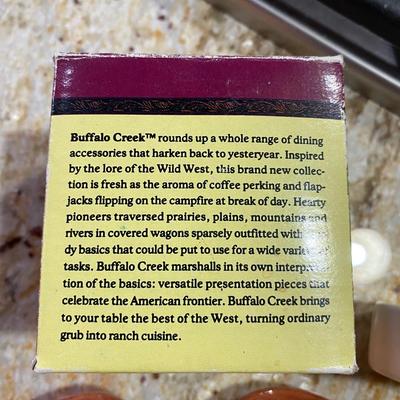 Buffalo Creek™ rounds up a whole range of dining
accessories that harken back to yesteryear. Inspired
by the lore of the Wild West, this brand new collec-
tion is fresh as the aroma of coffee perking and flap-
jacks flipping on the campfire at break of day. Hearty
pioneers traversed prairies, plains, mountains and
rivers in covered wagons sparsely outfitted with
dy basics that could be put to use for a wide variety of
tasks. Buffalo Creek marshalls in its own interpreta-
tion of the basics: versatile presentation pieces that
celebrate the American frontier. Buffalo Creek brings
to your table the best of the West, turning ordinary
grub into ranch cuisine.